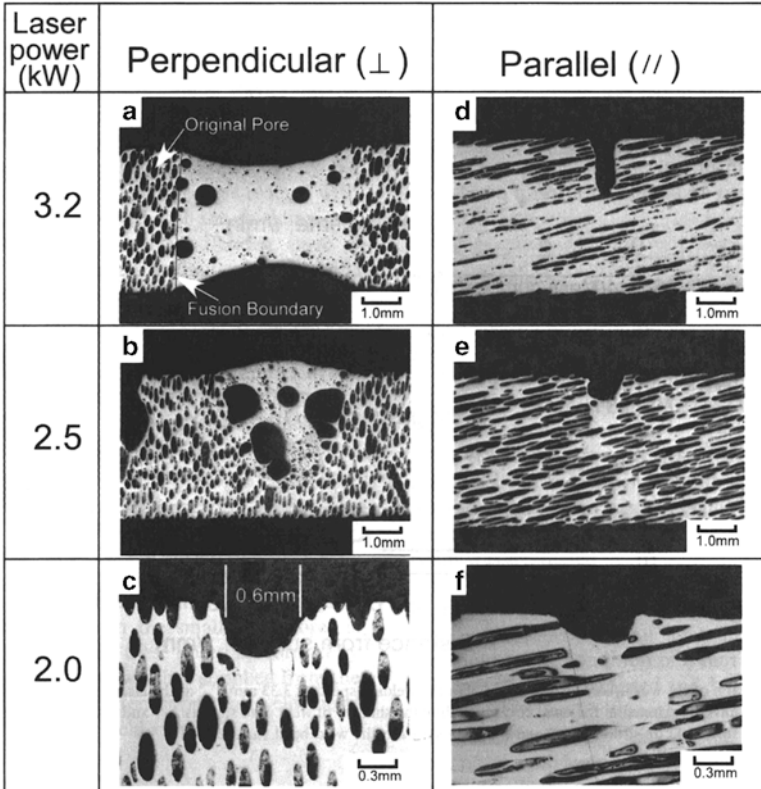 Laser
power
(kW)
Perpendicular (⊥)
Parallel (//)
3.2
a
Original Pore
Fusion Boundary
1.0mm
d
1.0mm
2.5
b
1.0mm
e
1.0mm
2.0
c
0.6mm
0.3mm
f
0.3mm